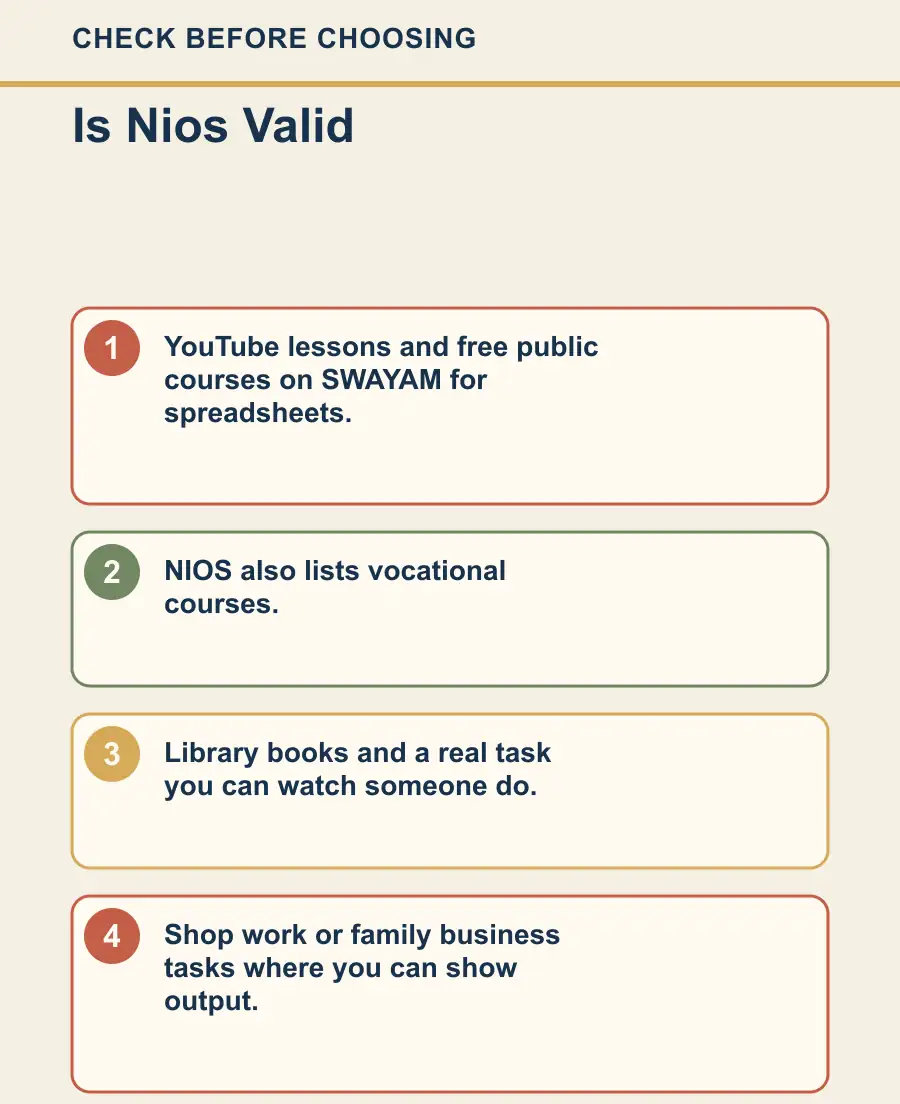 CHECK BEFORE CHOOSING
Is Nios Valid
1
YouTube lessons and free public
courses on SWAYAM for
spreadsheets.
2
NIOS also lists vocational
courses.
3
Library books and a real task
you can watch someone do.
4
Shop work or family business
tasks where you can show
output.